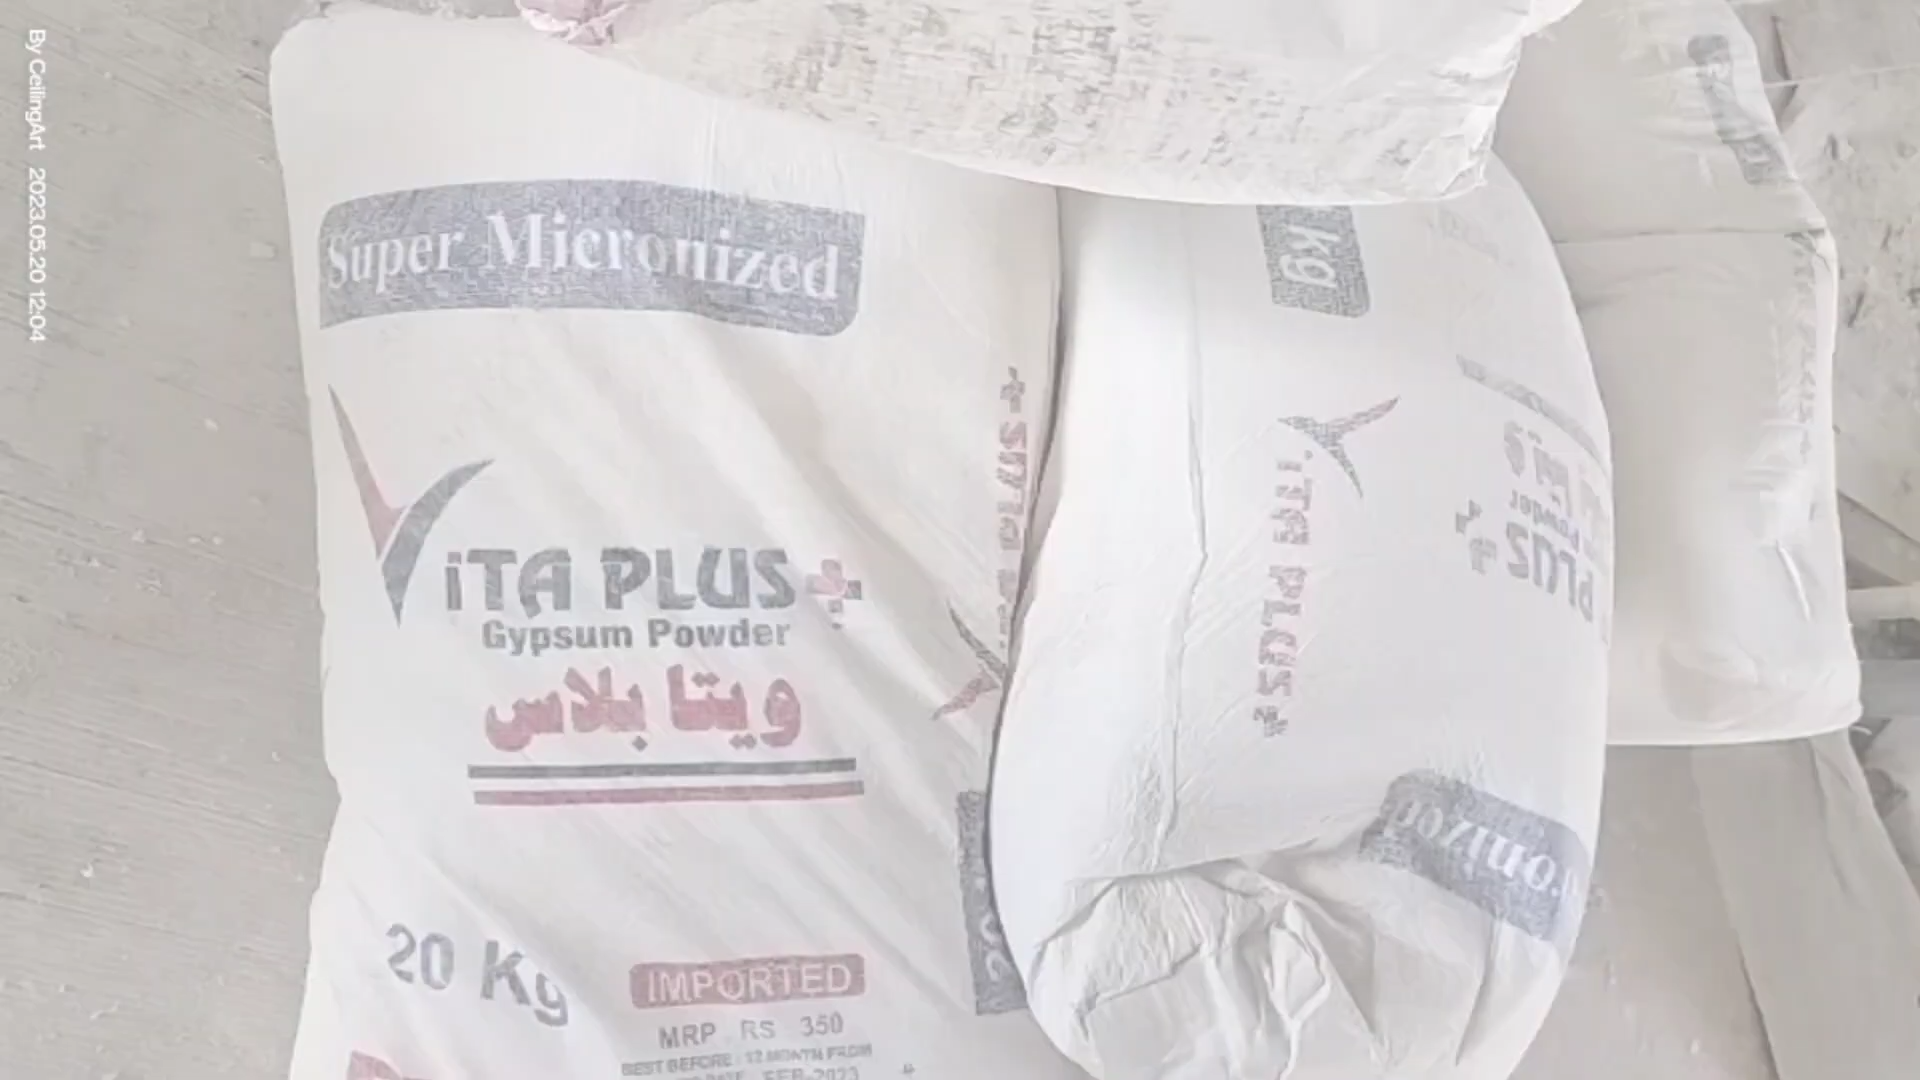 By CeilingArt 2023.05.20 12:04
Super Micronized
ViTA PLUS+
Gypsum Powder
ويتا بلاس
20 Kg
IMPORTED
MRP RS 350
BEST BEFORE : 12 MONTH FROM
FEB-2023
kg
ViTA PLUS+
PLUS